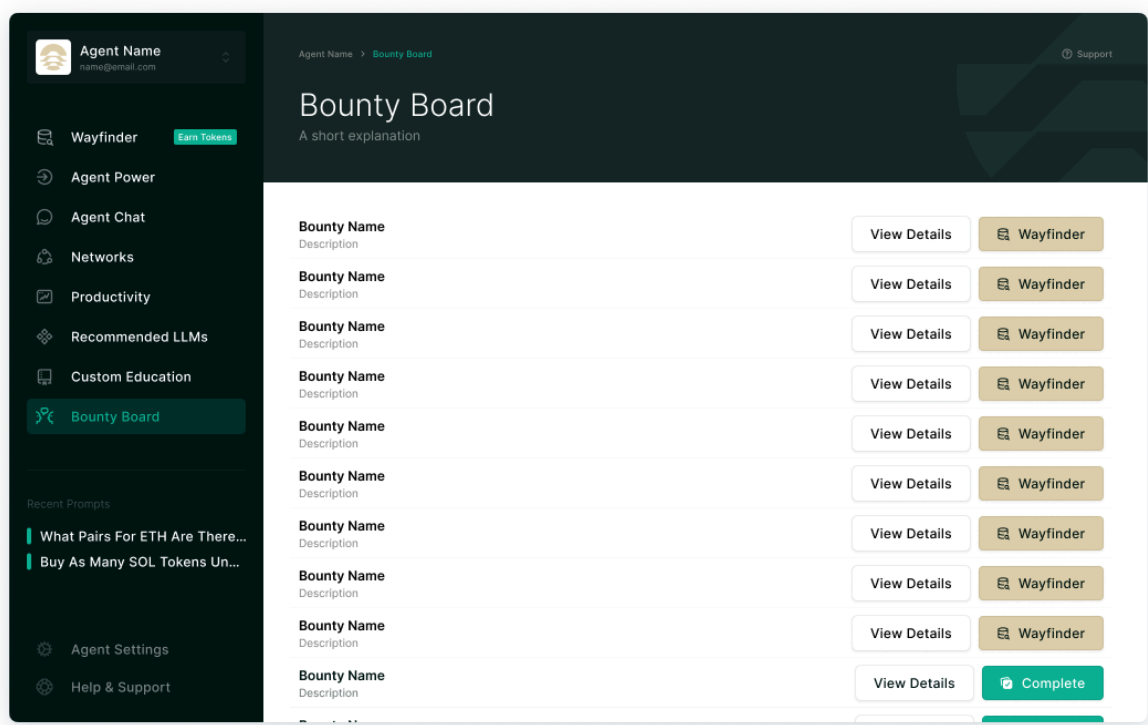 Agent Name
name@email.com
Wayfinder Earn Tokens
Agent Power
Agent Chat
Networks
Productivity
Recommended LLMs
Custom Education
Bounty Board
Recent Prompts
What Pairs For ETH Are There...
Buy As Many SOL Tokens Un...
Agent Settings
Help & Support
Agent Name > Bounty Board
Support
Bounty Board
A short explanation
Bounty Name
Description
View Details Wayfinder
Bounty Name
Description
View Details Wayfinder
Bounty Name
Description
View Details Wayfinder
Bounty Name
Description
View Details Wayfinder
Bounty Name
Description
View Details Wayfinder
Bounty Name
Description
View Details Wayfinder
Bounty Name
Description
View Details Wayfinder
Bounty Name
Description
View Details Wayfinder
Bounty Name
Description
View Details Wayfinder
Bounty Name
Description
View Details Complete